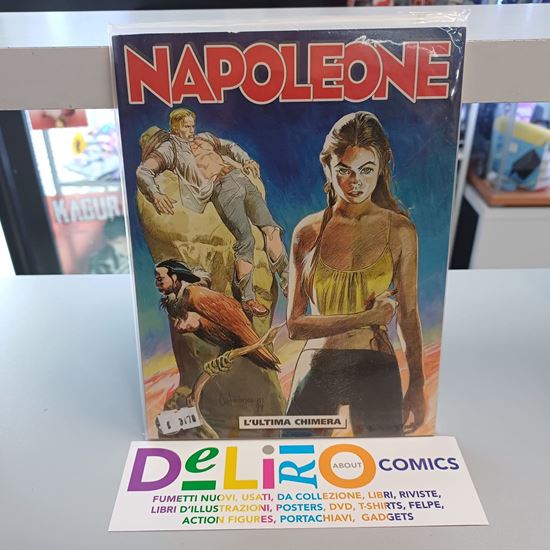 NAPOLEONE
KAGUR
L'ULTIMA CHIMERA
DeLiRiO ABOUT COMICS
FUMETTI NUOVI, USATI, DA COLLEZIONE, LIBRI, RIVISTE,
LIBRI D'ILLUSTRAZIONI, POSTERS, DVD, T-SHIRTS, FELPE,
ACTION FIGURES, PORTACHIAVI, GADGETS